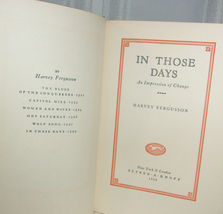 BY
Harvey Fergusson
THE BLOOD
OF THE CONQUERORS·
CAPITOL HILL·
WOMEN AND WIVES·
HOT SATURDAY·
WOLF SONG·
IN THOSE DAYS·
IN THOSE
DAYS
An Impression of Change
HARVEY FERGUSSON
New York & London
ALFRED·A·KNOPF